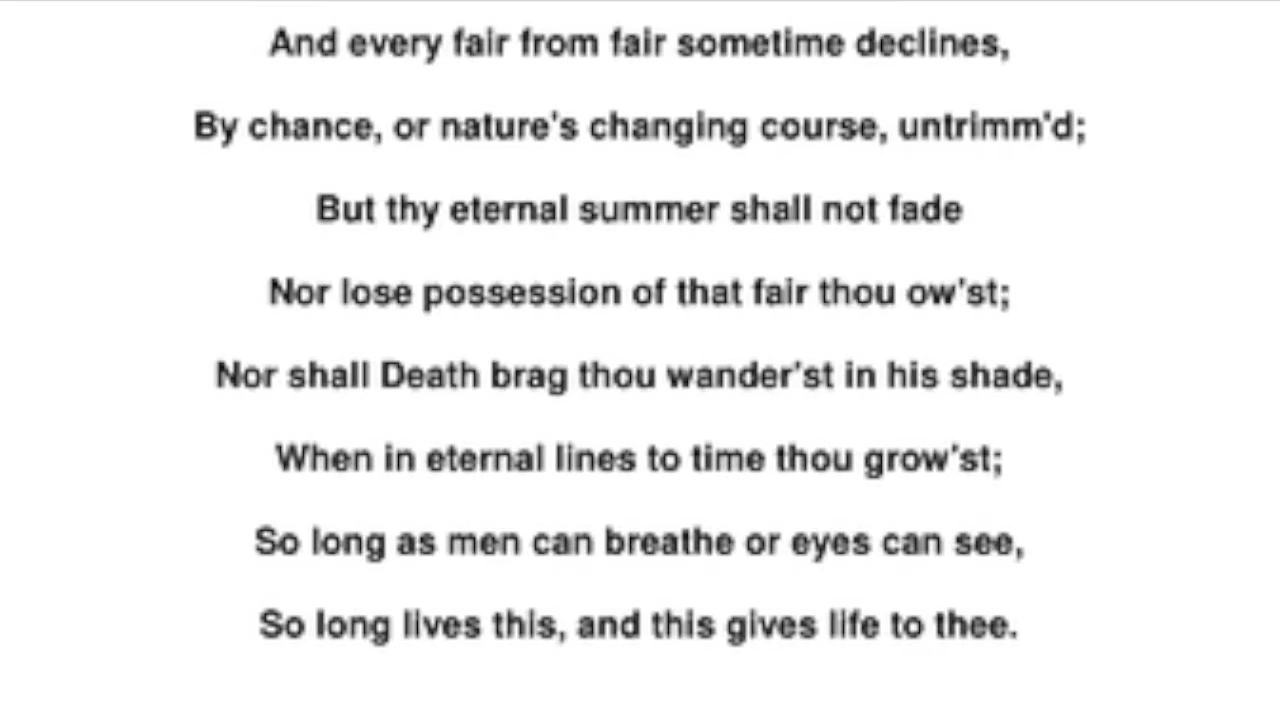 And every fair from fair sometime declines,
By chance, or nature's changing course, untrimm'd;
But thy eternal summer shall not fade
Nor lose possession of that fair thou ow'st;
Nor shall Death brag thou wander'st in his shade,
When in eternal lines to time thou grow'st;
So long as men can breathe or eyes can see,
So long lives this, and this gives life to thee.